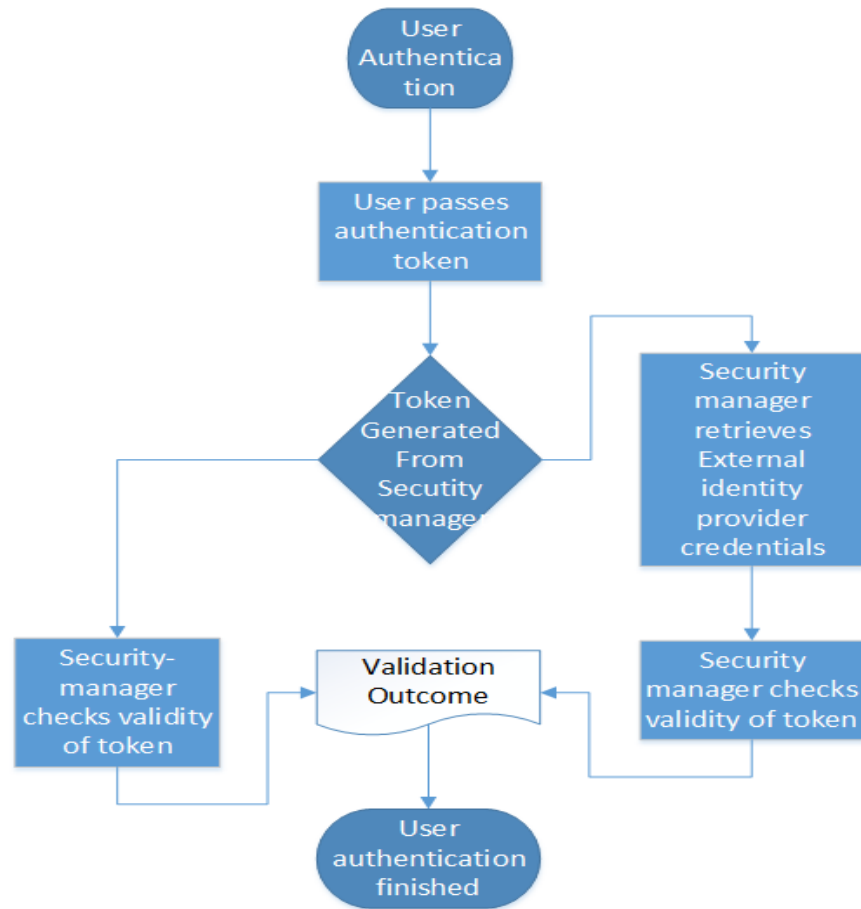 User
Authentica
tion
User passes
authentication
token
Token
Generated
From
Secutity
manager
Security
manager
retrieves
External
identity
provider
credentials
Security-
manager
checks validity
of token
Validation
Outcome
Security
manager checks
validity of token
User
authentication
finished